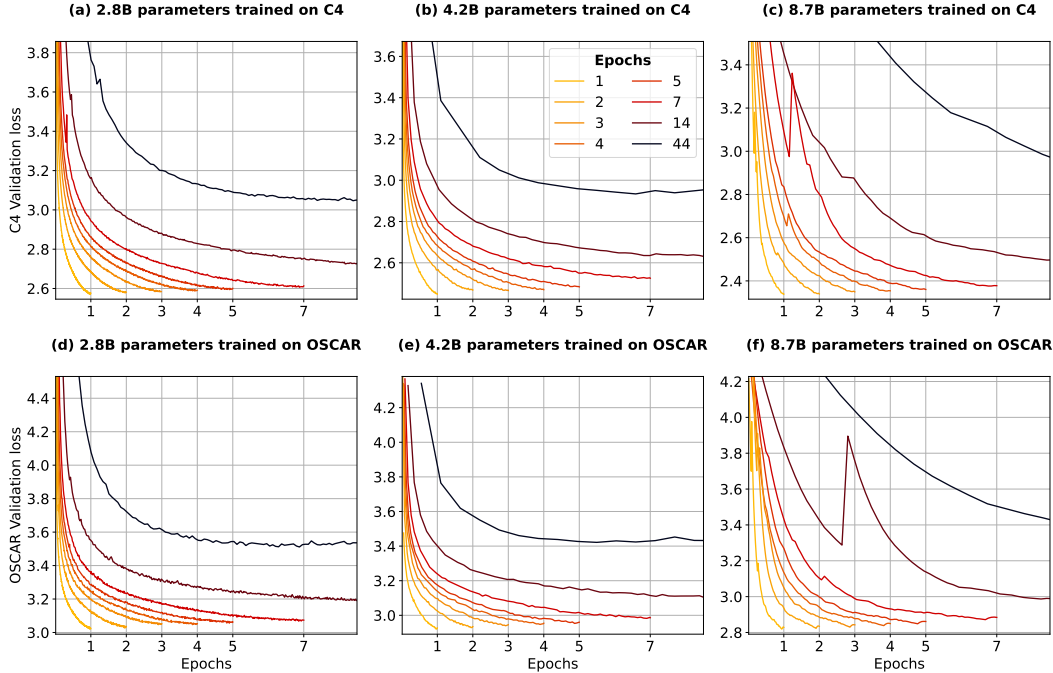 (a) 2.8B parameters trained on C4
(b) 4.2B parameters trained on C4
(c) 8.7B parameters trained on C4
C4 Validation loss
3.8
3.6
3.4
3.2
3.0
2.8
2.6
1 2 3 4 5 7
3.6
3.4
3.2
3.0
2.8
2.6
Epochs
1 5
2 7
3 14
4 44
1 2 3 4 5 7
3.4
3.2
3.0
2.8
2.6
2.4
1 2 3 4 5 7
(d) 2.8B parameters trained on OSCAR
(e) 4.2B parameters trained on OSCAR
(f) 8.7B parameters trained on OSCAR
OSCAR Validation loss
4.4
4.2
4.0
3.8
3.6
3.4
3.2
3.0
1 2 3 4 5 7
Epochs
4.2
4.0
3.8
3.6
3.4
3.2
3.0
1 2 3 4 5 7
Epochs
4.2
4.0
3.8
3.6
3.4
3.2
3.0
2.8
1 2 3 4 5 7
Epochs